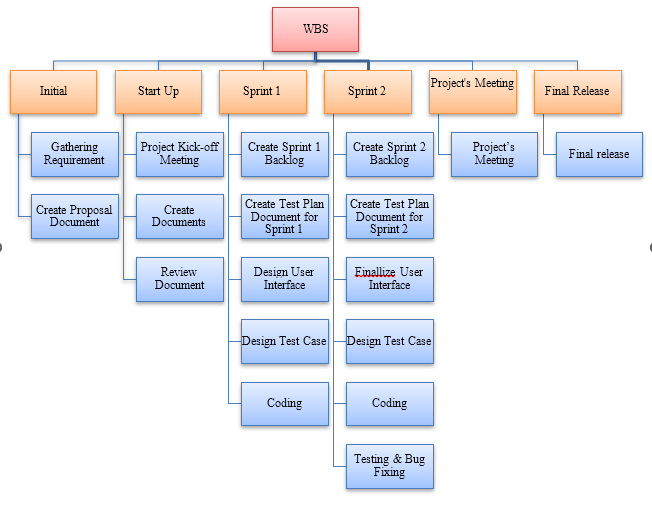 WBS
Initial
Start Up
Sprint 1
Sprint 2
Project's Meeting
Final Release
Gathering
Requirement
Create Proposal
Document
Project Kick-off
Meeting
Create
Documents
Review
Document
Create Sprint 1
Backlog
Create Test Plan
Document for
Sprint 1
Design User
Interface
Design Test Case
Coding
Create Sprint 2
Backlog
Create Test Plan
Document for
Sprint 2
Finallize User
Interface
Design Test Case
Coding
Testing & Bug
Fixing
Project’s
Meeting
Final release